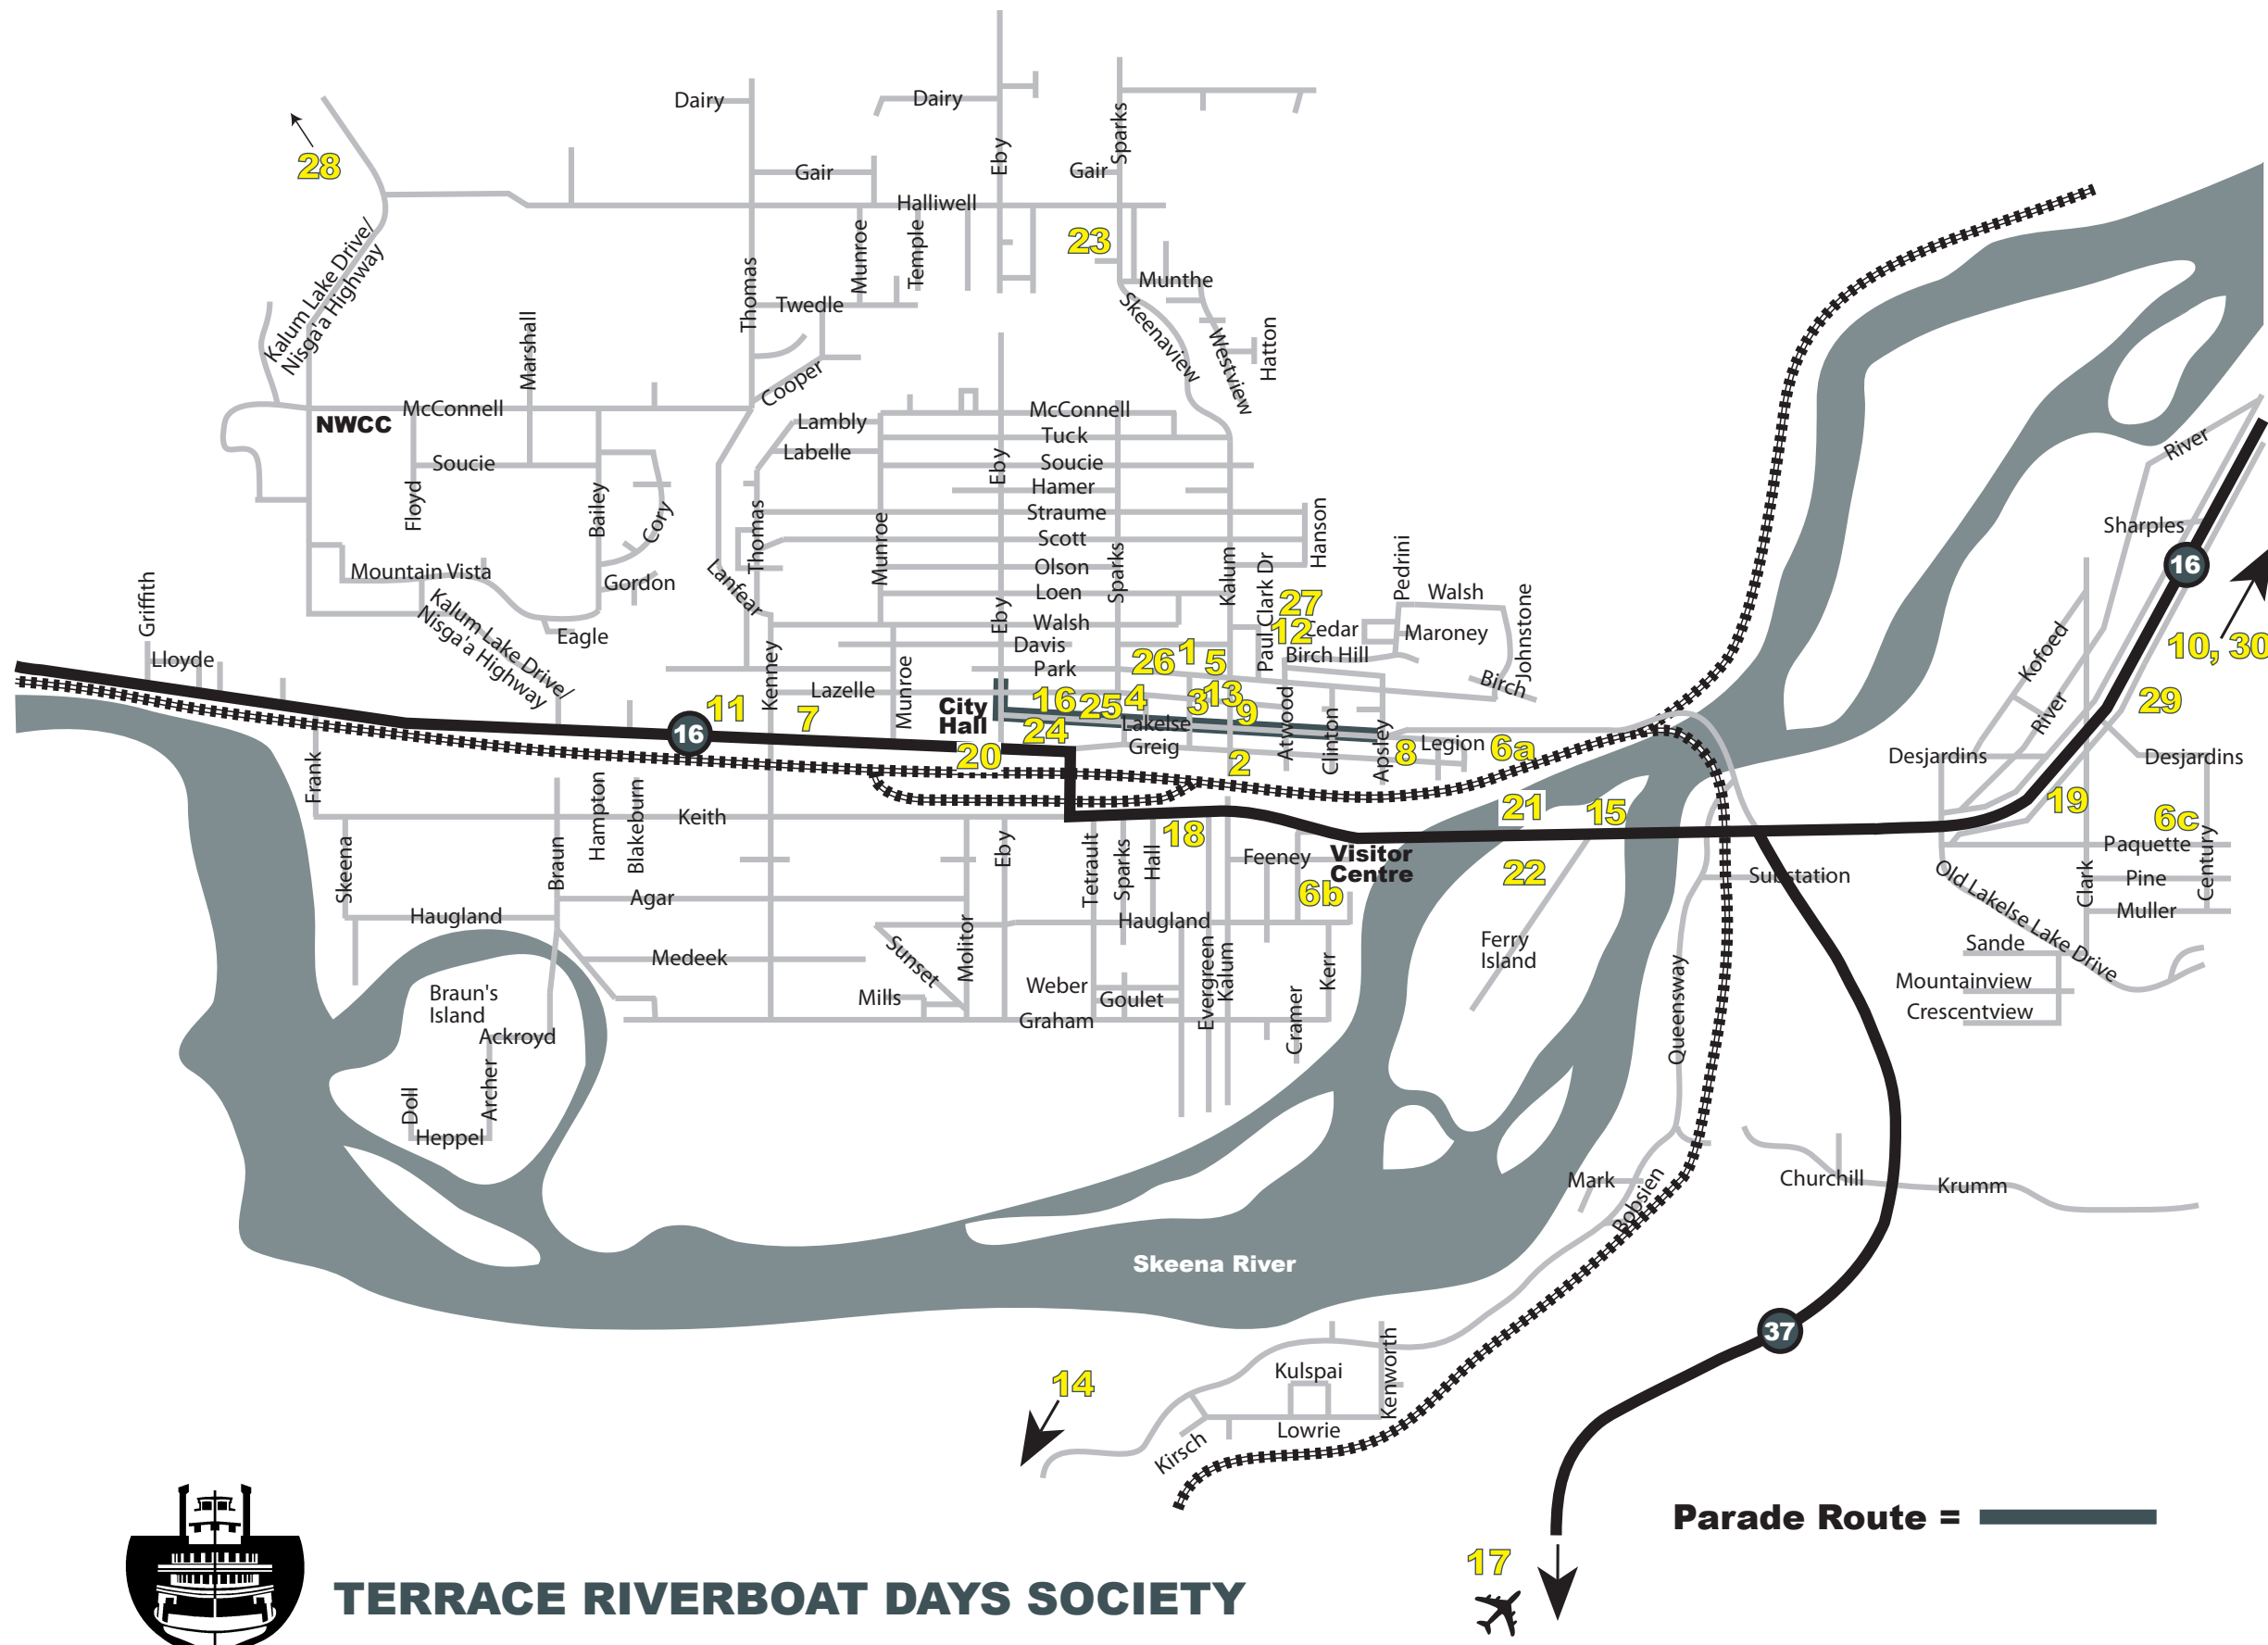 Dairy
Dairy
Eby
Sparks
28
Gair
Gair
Halliwell
23
Kalum Lake Drive/
Nisga'a Highway
Thomas
Munroe
Temple
Munthe
Twedle
Skeenaview
Westview
Hatton
Marshall
Cooper
McConnell
NWCC
Lambly
McConnell
Tuck
Labelle
Eby
Soucie
Soucie
Hamer
Floyd
Bailey
Cory
Thomas
Munroe
Straume
Hanson
Scott
Sparks
Kalum
Olson
Loen
River
Sharples
16
Mountain Vista
Gordon
Lanfear
Griffith
Kalum Lake Drive/
Nisga'a Highway
Eagle
Lloyde
Eby
Walsh
Davis
Park
Paul Clark Dr
27
12
Cedar
Pedrini
Walsh
Maroney
Johnstone
Birch Hill
Birch
26
1
5
Kofoed
River
10, 30
29
Kenney
Lazelle
Munroe
City
Hall
16
25
4
3
13
9
11
7
16
24
20
Lakelse
Greig
2
Atwood
Clinton
Apsley
8
Legion
6a
Desjardins
Desjardins
Frank
Hampton
Blakeburn
Keith
21
15
19
6c
Skeena
Braun
Eby
Tetrault
Sparks
Hall
18
Feeney
Visitor
Centre
6b
22
Substation
Paquette
Century
Clark
Pine
Muller
Old Lakelse Lake Drive
Agar
Haugland
Haugland
Medeek
Sunset
Molitor
Ferry
Island
Sande
Mountainview
Crescentview
Braun's
Island
Mills
Weber
Goulet
Graham
Evergreen
Kalum
Kerr
Cramer
Queensway
Ackroyd
Archer
Doll
Heppel
Mark
Bobsien
Churchill
Krumm
Skeena River
37
14
Kulspai
Kenworth
Lowrie
Kirsch
Parade Route =
17
TERRACE RIVERBOAT DAYS SOCIETY